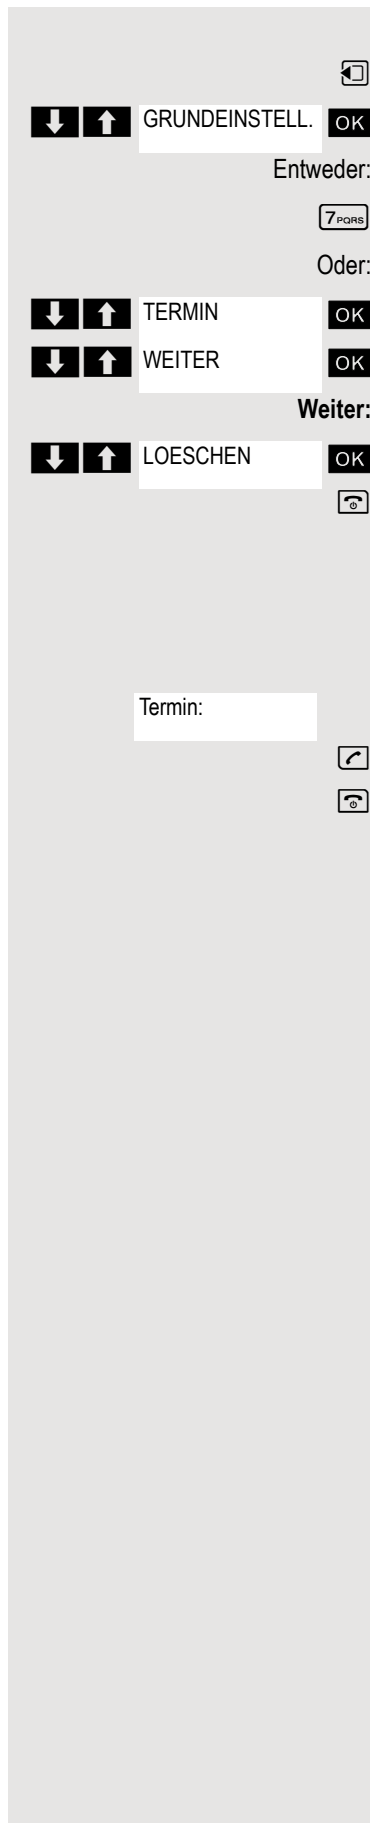 GRUNDEINSTELL. OK
Entweder:
7PQRS
Oder:
TERMIN OK
WEITER OK
Weiter:
LOESCHEN OK
Termin: